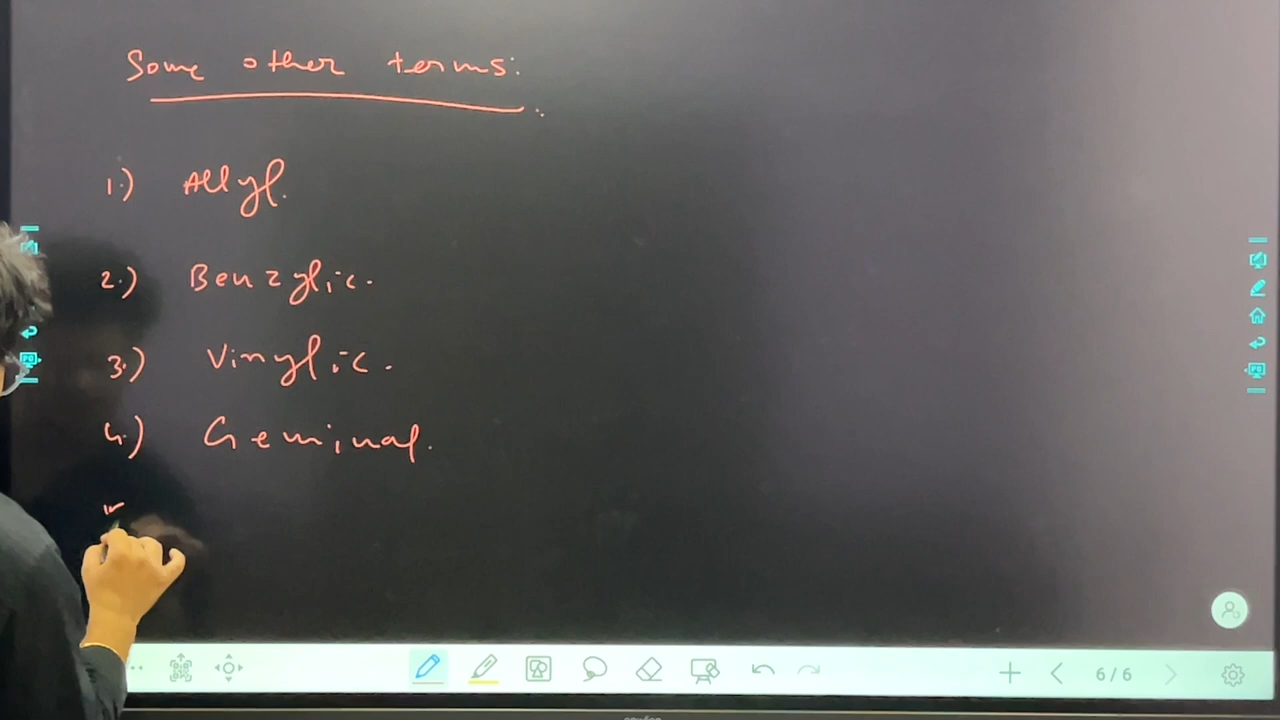 Some other terms:
1.) Allyl.
2.) Benzylic.
3.) Vinylic.
4.) Geminal.
6/6